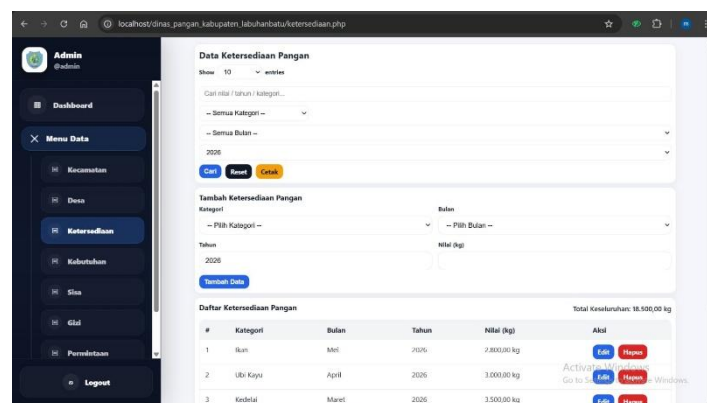 localhost/dinas_pangan_kabupaten_labuhanbatu/ketersediaan.php
Admin
@admin
Dashboard
Menu Data
Kecamatan
Desa
Ketersediaan
Kebutuhan
Sisa
Gizi
Permintaan
Logout
Data Ketersediaan Pangan
Show 10 entries
Cari nilai / tahun / kategori...
-- Semua Kategori --
-- Semua Bulan --
2026
Cari Reset Cetak
Tambah Ketersediaan Pangan
Kategori Bulan
-- Pilih Kategori -- -- Pilih Bulan --
Tahun Nilai (kg)
2026
Tambah Data
Daftar Ketersediaan Pangan Total Keseluruhan: 18.500,00 kg
# Kategori Bulan Tahun Nilai (kg) Aksi
1 Ikan Mei 2026 2.800,00 kg Edit Hapus
2 Ubi Kayu April 2026 3.000,00 kg Edit Hapus
3 Kedelai Maret 2026 3.500,00 kg Edit Hapus
Activate Windows
Go to Windows.